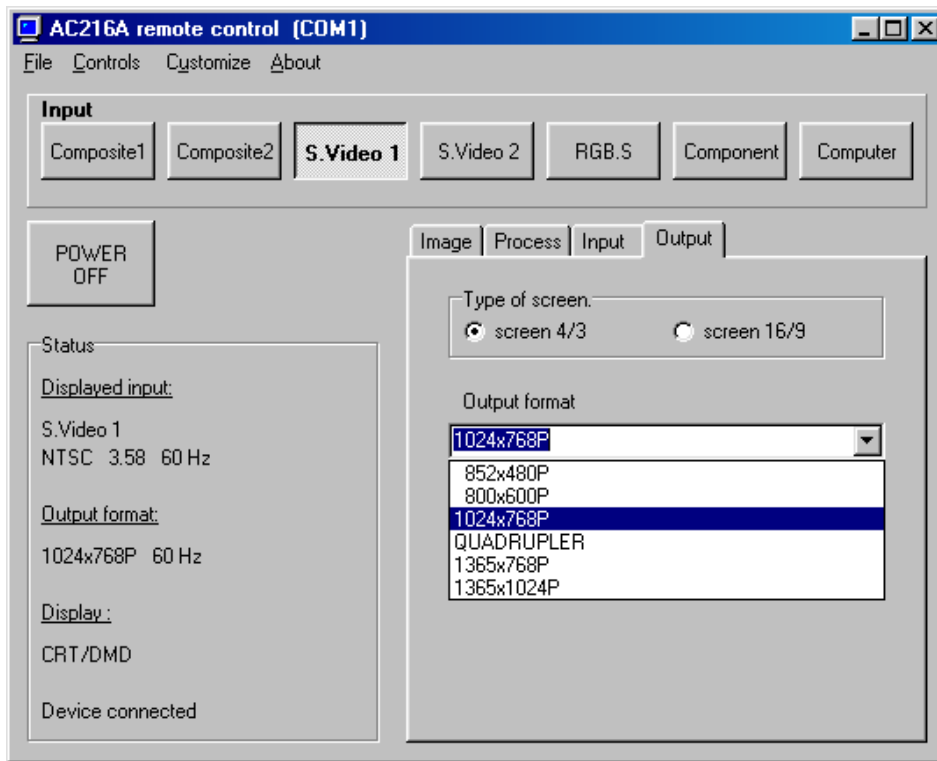 AC216A remote control (COM1)
File Controls Customize About
Input
Composite1 Composite2 S.Video 1 S.Video 2 RGB.S Component Computer
POWER
OFF
Image Process Input Output
Type of screen.
screen 4/3 screen 16/9
Output format
1024x768P
852x480P
800x600P
1024x768P
QUADRUPLER
1365x768P
1365x1024P
Status
Displayed input:
S.Video 1
NTSC 3.58 60 Hz
Output format:
1024x768P 60 Hz
Display :
CRT/DMD
Device connected